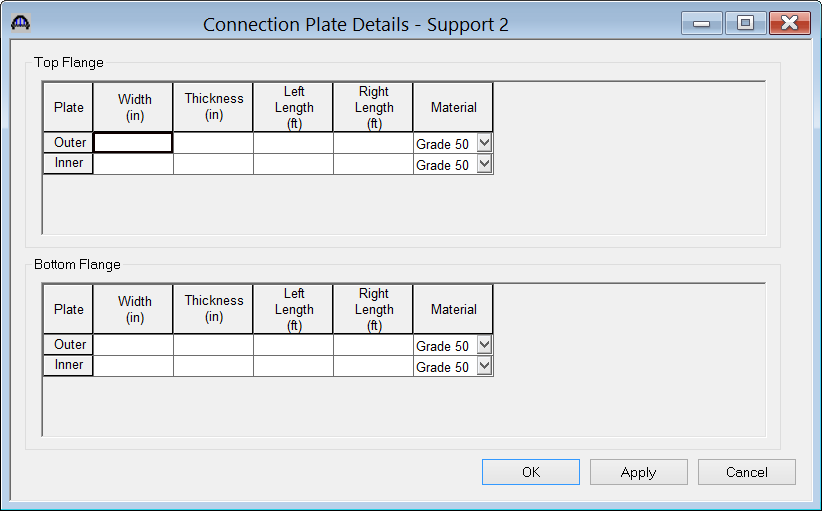 Connection Plate Details - Support 2
Top Flange
Plate Width (in) Thickness (in) Left Length (ft) Right Length (ft) Material
Outer Grade 50
Inner Grade 50
Bottom Flange
Plate Width (in) Thickness (in) Left Length (ft) Right Length (ft) Material
Outer Grade 50
Inner Grade 50
OK Apply Cancel